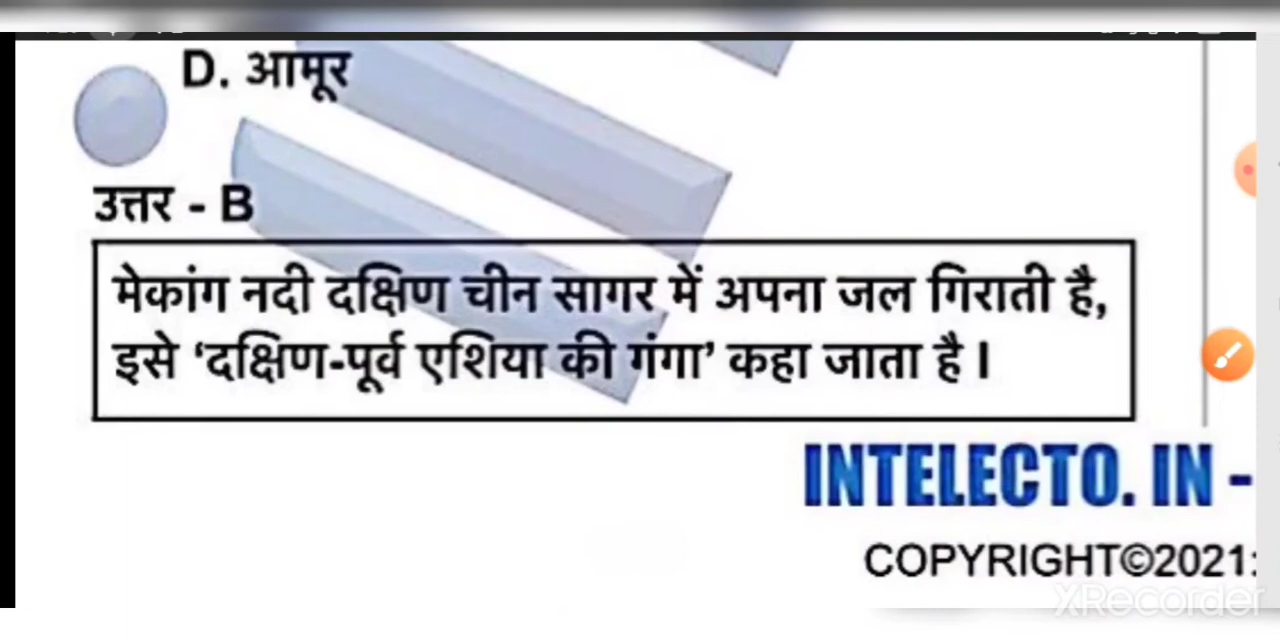 D. आमूर
उत्तर - B
मेकांग नदी दक्षिण चीन सागर में अपना जल गिराती है,
इसे ‘दक्षिण-पूर्व एशिया की गंगा’ कहा जाता है।
INTELECTO. IN -
COPYRIGHT©2021:
XRecorder